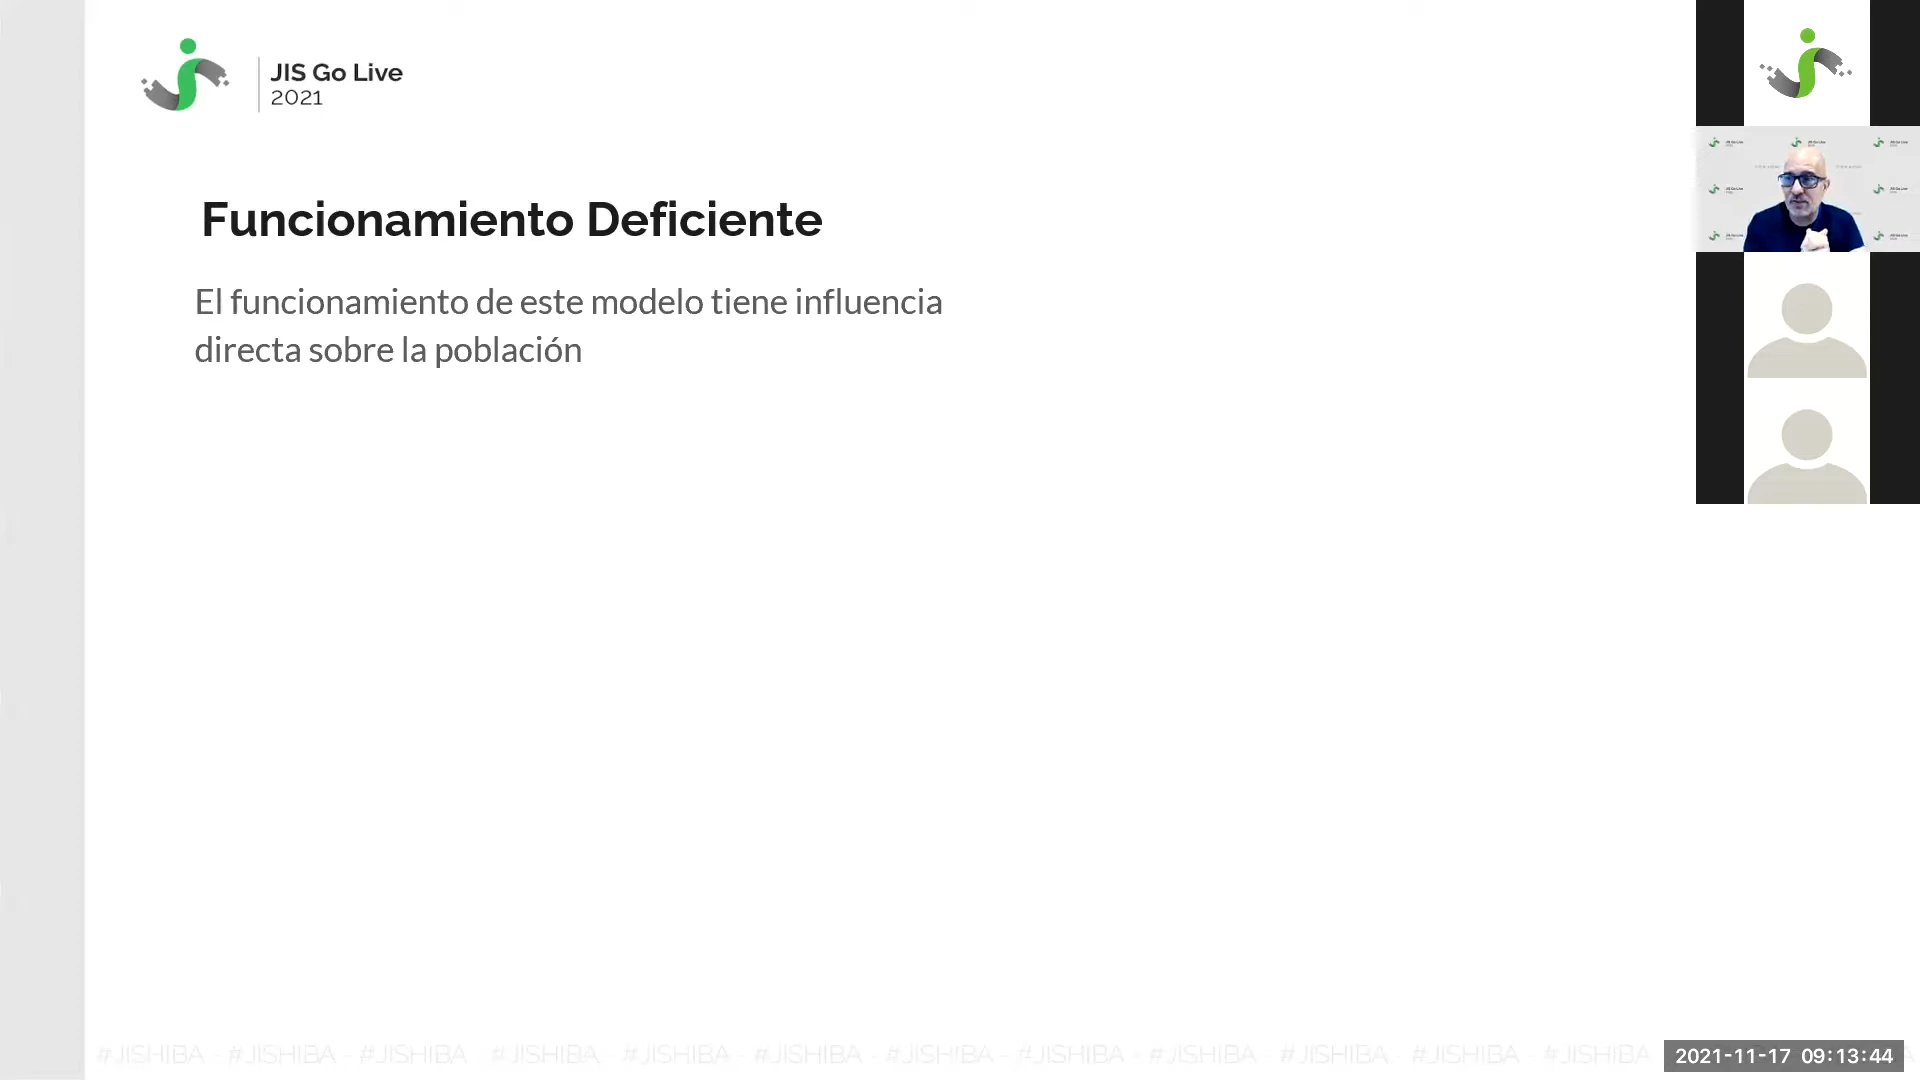 JIS Go Live
2021
Funcionamiento Deficiente
El funcionamiento de este modelo tiene influencia
directa sobre la población
#JISHIBA - #JISHIBA - #JISHIBA - #JISHIBA - #JISHIBA - #JISHIBA - #JISHIBA - #JISHIBA - #JISHIBA - #JISHIBA - #JISHIBA - #JISHIBA
2021-11-17 09:13:44